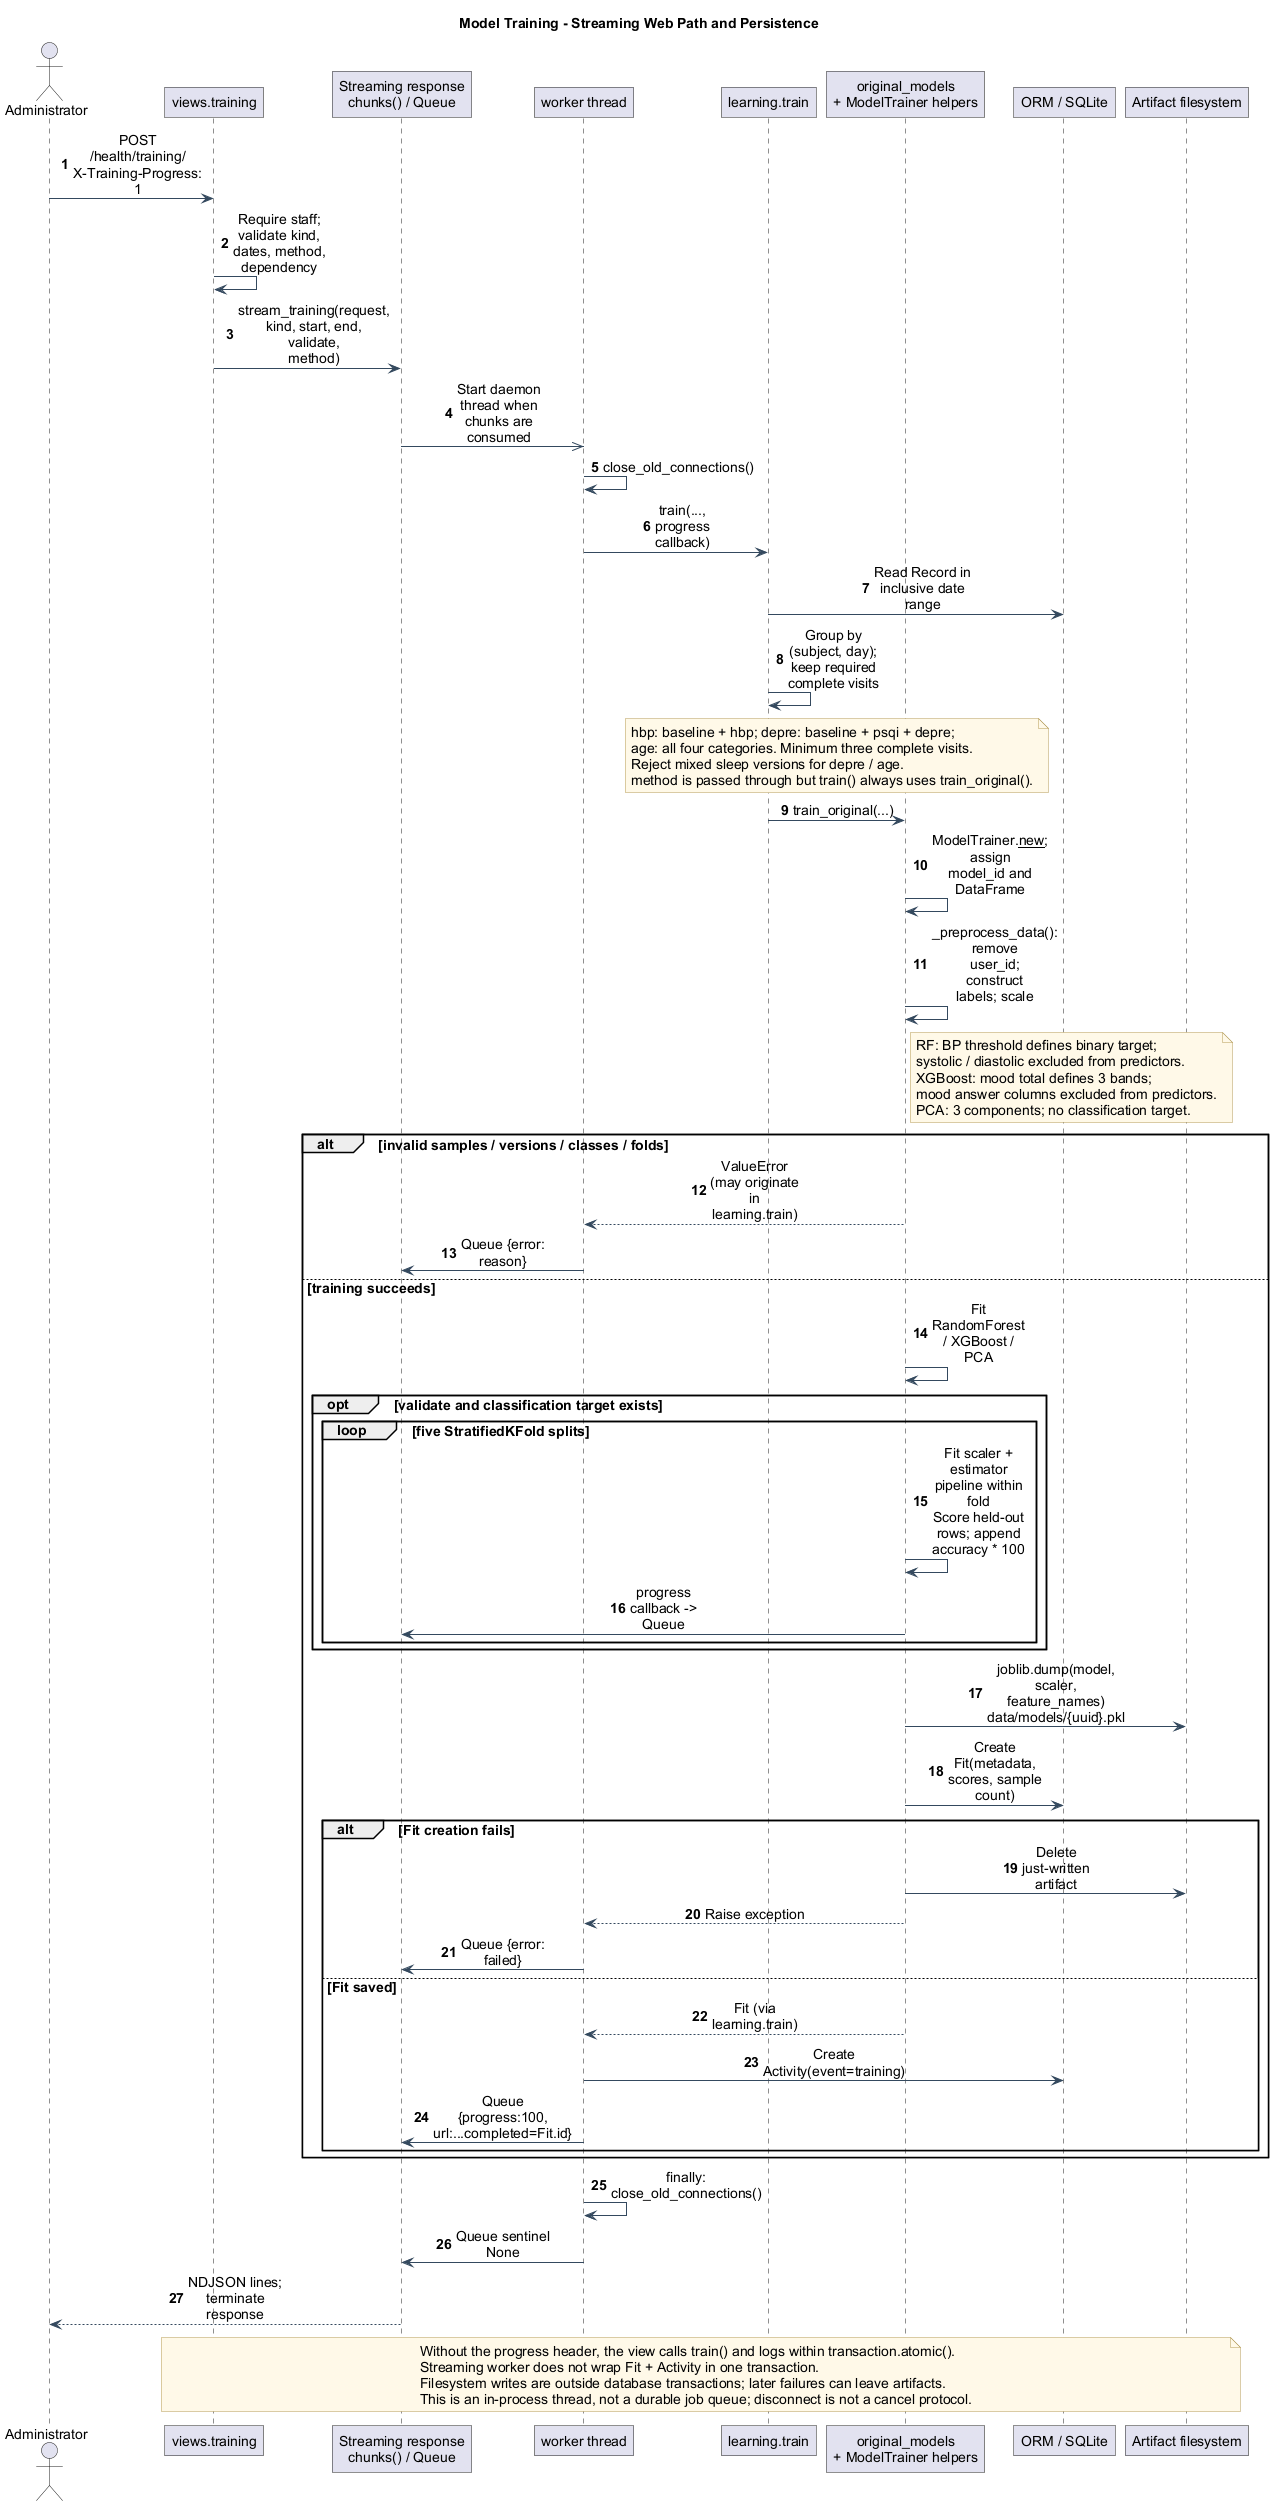 Model Training - Streaming Web Path and Persistence
Administrator
views.training
Streaming response
chunks() / Queue
worker thread
learning.train
original_models
+ ModelTrainer helpers
ORM / SQLite
Artifact filesystem
1
POST
/health/training/
X-Training-Progress:
1
2
Require staff;
validate kind,
dates, method,
dependency
3
stream_training(request,
kind, start, end,
validate,
method)
4
Start daemon
thread when
chunks are
consumed
5 close_old_connections()
6
train(...,
progress
callback)
7
Read Record in
inclusive date
range
8
Group by
(subject, day);
keep required
complete visits
hbp: baseline + hbp; depre: baseline + psqi + depre;
age: all four categories. Minimum three complete visits.
Reject mixed sleep versions for depre / age.
method is passed through but train() always uses train_original().
9 train_original(...)
10
ModelTrainer.new;
assign
model_id and
DataFrame
11
_preprocess_data():
remove
user_id;
construct
labels; scale
RF: BP threshold defines binary target;
systolic / diastolic excluded from predictors.
XGBoost: mood total defines 3 bands;
mood answer columns excluded from predictors.
PCA: 3 components; no classification target.
alt [invalid samples / versions / classes / folds]
12
ValueError
(may originate
in
learning.train)
13
Queue {error:
reason}
[training succeeds]
14
Fit
RandomForest
/ XGBoost /
PCA
opt [validate and classification target exists]
loop [five StratifiedKFold splits]
15
Fit scaler +
estimator
pipeline within
fold
Score held-out
rows; append
accuracy * 100
16
progress
callback ->
Queue
17
joblib.dump(model,
scaler,
feature_names)
data/models/{uuid}.pkl
18
Create
Fit(metadata,
scores, sample
count)
alt [Fit creation fails]
19
Delete
just-written
artifact
20 Raise exception
21
Queue {error:
failed}
[Fit saved]
22
Fit (via
learning.train)
23
Create
Activity(event=training)
24
Queue
{progress:100,
url:...completed=Fit.id}
25
finally:
close_old_connections()
26
Queue sentinel
None
27
NDJSON lines;
terminate
response
Without the progress header, the view calls train() and logs within transaction.atomic().
Streaming worker does not wrap Fit + Activity in one transaction.
Filesystem writes are outside database transactions; later failures can leave artifacts.
This is an in-process thread, not a durable job queue; disconnect is not a cancel protocol.
Administrator
views.training
Streaming response
chunks() / Queue
worker thread
learning.train
original_models
+ ModelTrainer helpers
ORM / SQLite
Artifact filesystem